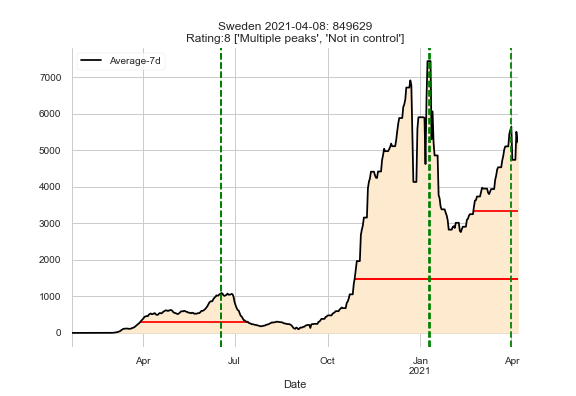 Sweden 2021-04-08: 849629
Rating:8 ['Multiple peaks', 'Not in control']
Average-7d
7000
6000
5000
4000
3000
2000
1000
0
Apr Jul Oct Jan Apr
2021
Date